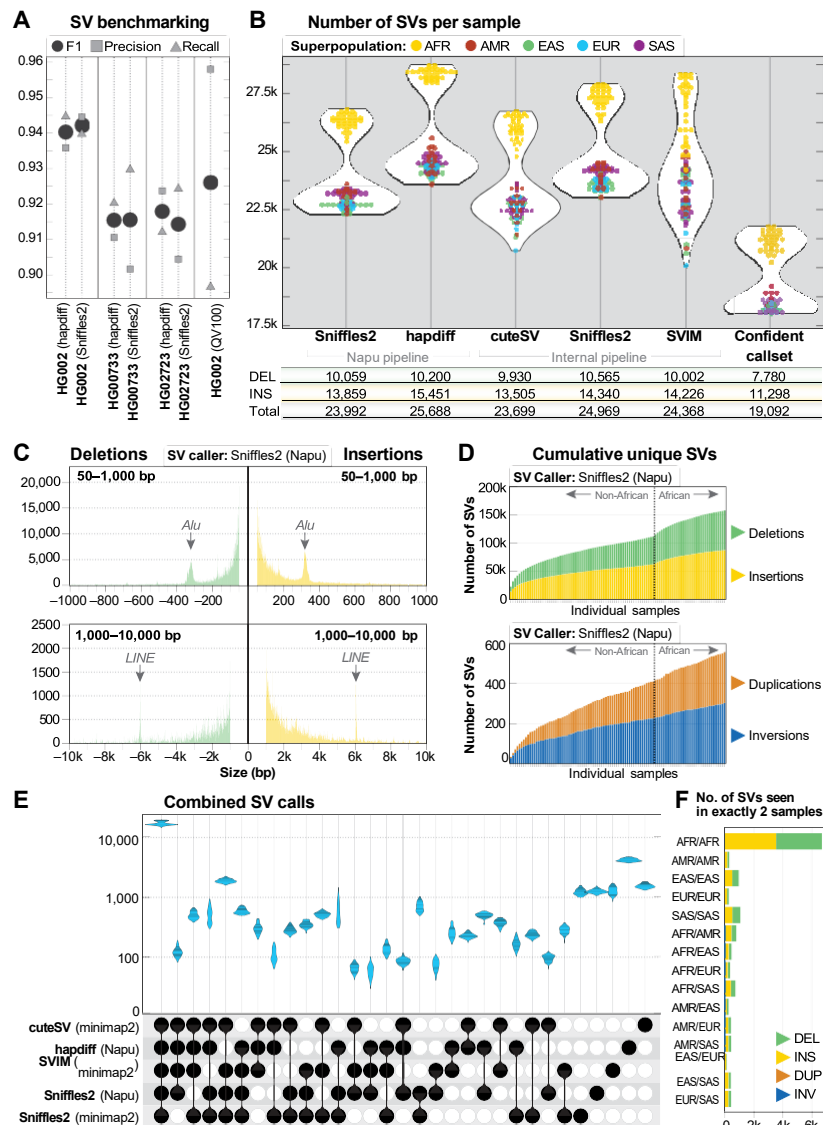 A SV benchmarking
F1 Precision Recall
0.96
0.95
0.94
0.93
0.92
0.91
0.90
HG002 (hapdiff)
HG002 (Sniffles2)
HG00733 (hapdiff)
HG00733 (Sniffles2)
HG02723 (hapdiff)
HG02723 (Sniffles2)
HG002 (QV100)
B Number of SVs per sample
Superpopulation: AFR AMR EAS EUR SAS
27.5k
25k
22.5k
20k
17.5k
Sniffles2 hapdiff cuteSV Sniffles2 SVIM Confident callset
Napu pipeline Internal pipeline
DEL 10,059 10,200 9,930 10,565 10.002 7,780
INS 13,859 15,451 13,505 14,340 14,226 11,298
Total 23,992 25,688 23,699 24,969 24,368 19,092
C Deletions SV caller: Sniffles2 (Napu) Insertions
50–1,000 bp 50–1,000 bp
20,000
15,000
10,000
5,000
0
Alu Alu
–1000 –800 –600 –400 –200 200 400 600 800 1000
2500
2000
1500
1000
500
0
1,000–10,000 bp 1,000–10,000 bp
LINE LINE
–10k –8k –6k –4k –2k 0 2k 4k 6k 8k 10k
Size (bp)
D Cumulative unique SVs
SV Caller: Sniffles2 (Napu)
Non-African African
200k
150k
100k
50k
0
Number of SVs
Deletions
Insertions
Individual samples
SV Caller: Sniffles2 (Napu)
Non-African African
600
400
200
0
Number of SVs
Duplications
Inversions
Individual samples
E Combined SV calls
10,000
1,000
100
0
cuteSV (minimap2)
hapdiff (Napu)
SVIM (
minimap2)
Sniffles2 (Napu)
Sniffles2 (minimap2)
F No. of SVs seen
in exactly 2 samples
AFR/AFR
AMR/AMR
EAS/EAS
EUR/EUR
SAS/SAS
AFR/AMR
AFR/EAS
AFR/EUR
AFR/SAS
AMR/EAS
AMR/EUR
AMR/SAS
EAS/EUR
EAS/SAS
EUR/SAS
DEL
INS
DUP
INV
0 2k 4k 6k